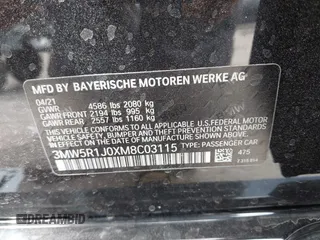 MFD BY BAYERISCHE MOTOREN WERKE AG
04/21
GVWR 4586 lbs 2080 kg
GAWR FRONT 2194 lbs 995 kg
GAWR REAR 2557 lbs 1160 kg
THIS VEHICLE CONFORMS TO ALL APPLICABLE
U.S. FEDERAL MOTOR VEHICLE SAFETY,
THEFT PREVENTION STANDARDS IN EFFECT
ON THE DATE OF MANUFACTURE SHOWN ABOVE.
3MW5R1J0XM8C03115 TYPE: PASSENGER CAR
475
DREAMBID